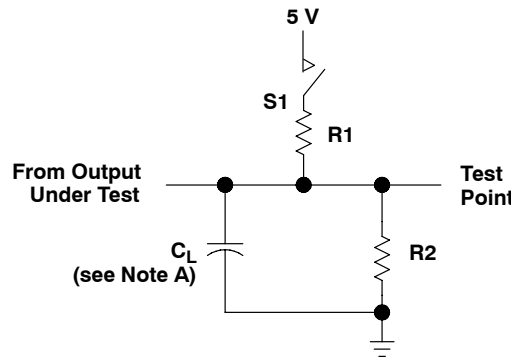 5 V
S1
R1
From Output
Under Test
Test
Point
CL
(see Note A)
R2